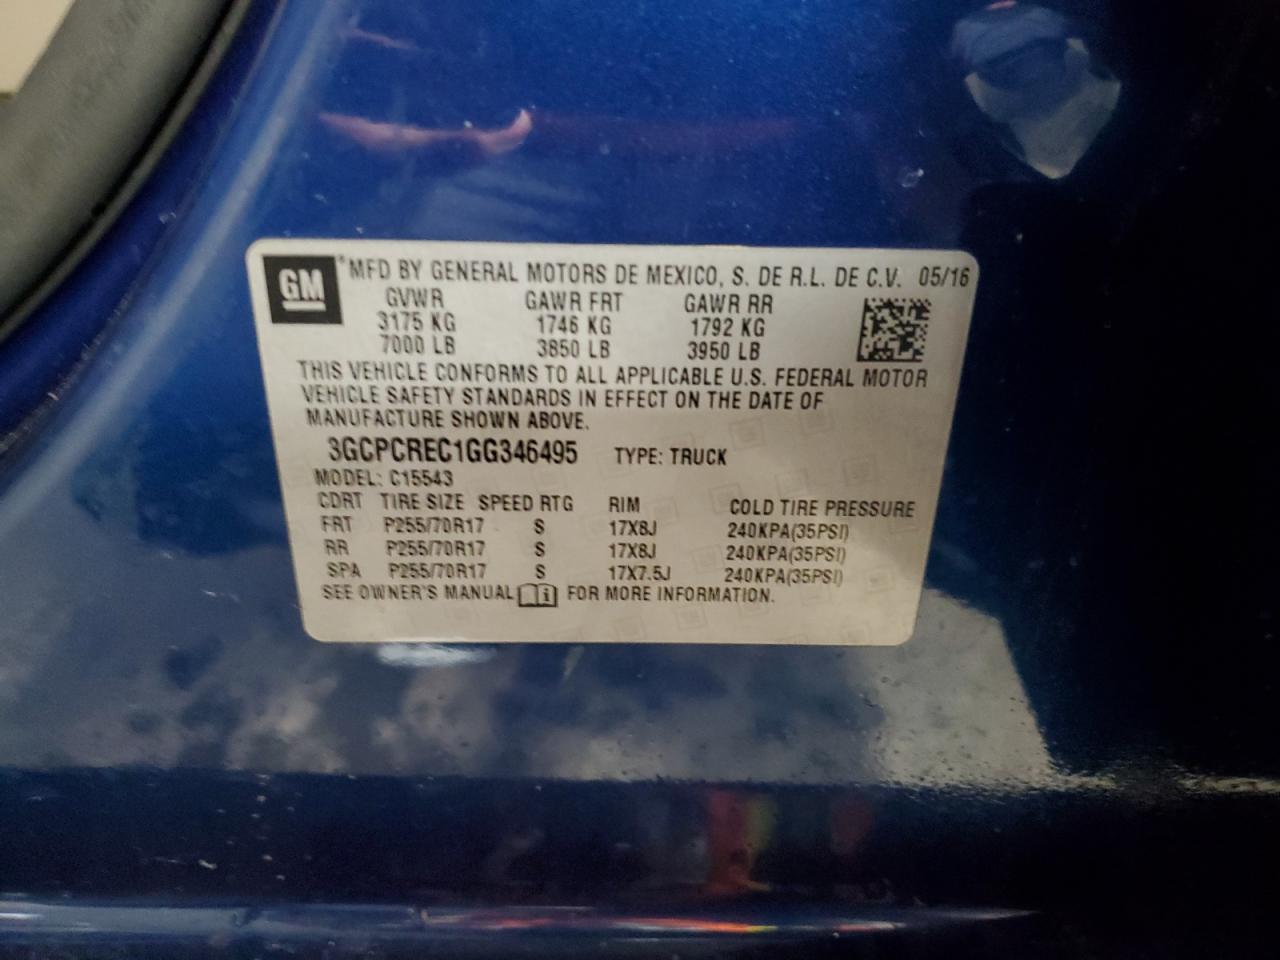 GM ® MFD BY GENERAL MOTORS DE MEXICO, S. DE R.L. DE C.V. 05/16
GVWR GAWR FRT GAWR RR
3175 KG 1746 KG 1792 KG
7000 LB 3850 LB 3950 LB
THIS VEHICLE CONFORMS TO ALL APPLICABLE U.S. FEDERAL MOTOR
VEHICLE SAFETY STANDARDS IN EFFECT ON THE DATE OF
MANUFACTURE SHOWN ABOVE.
3GCPCREC1GG346495 TYPE: TRUCK
MODEL: C15543
CDRT TIRE SIZE SPEED RTG RIM COLD TIRE PRESSURE
FRT P255/70R17 S 17X8J 240KPA(35PSI)
RR P255/70R17 S 17X8J 240KPA(35PSI)
SPA P255/70R17 S 17X7.5J 240KPA(35PSI)
SEE OWNER'S MANUAL FOR MORE INFORMATION.